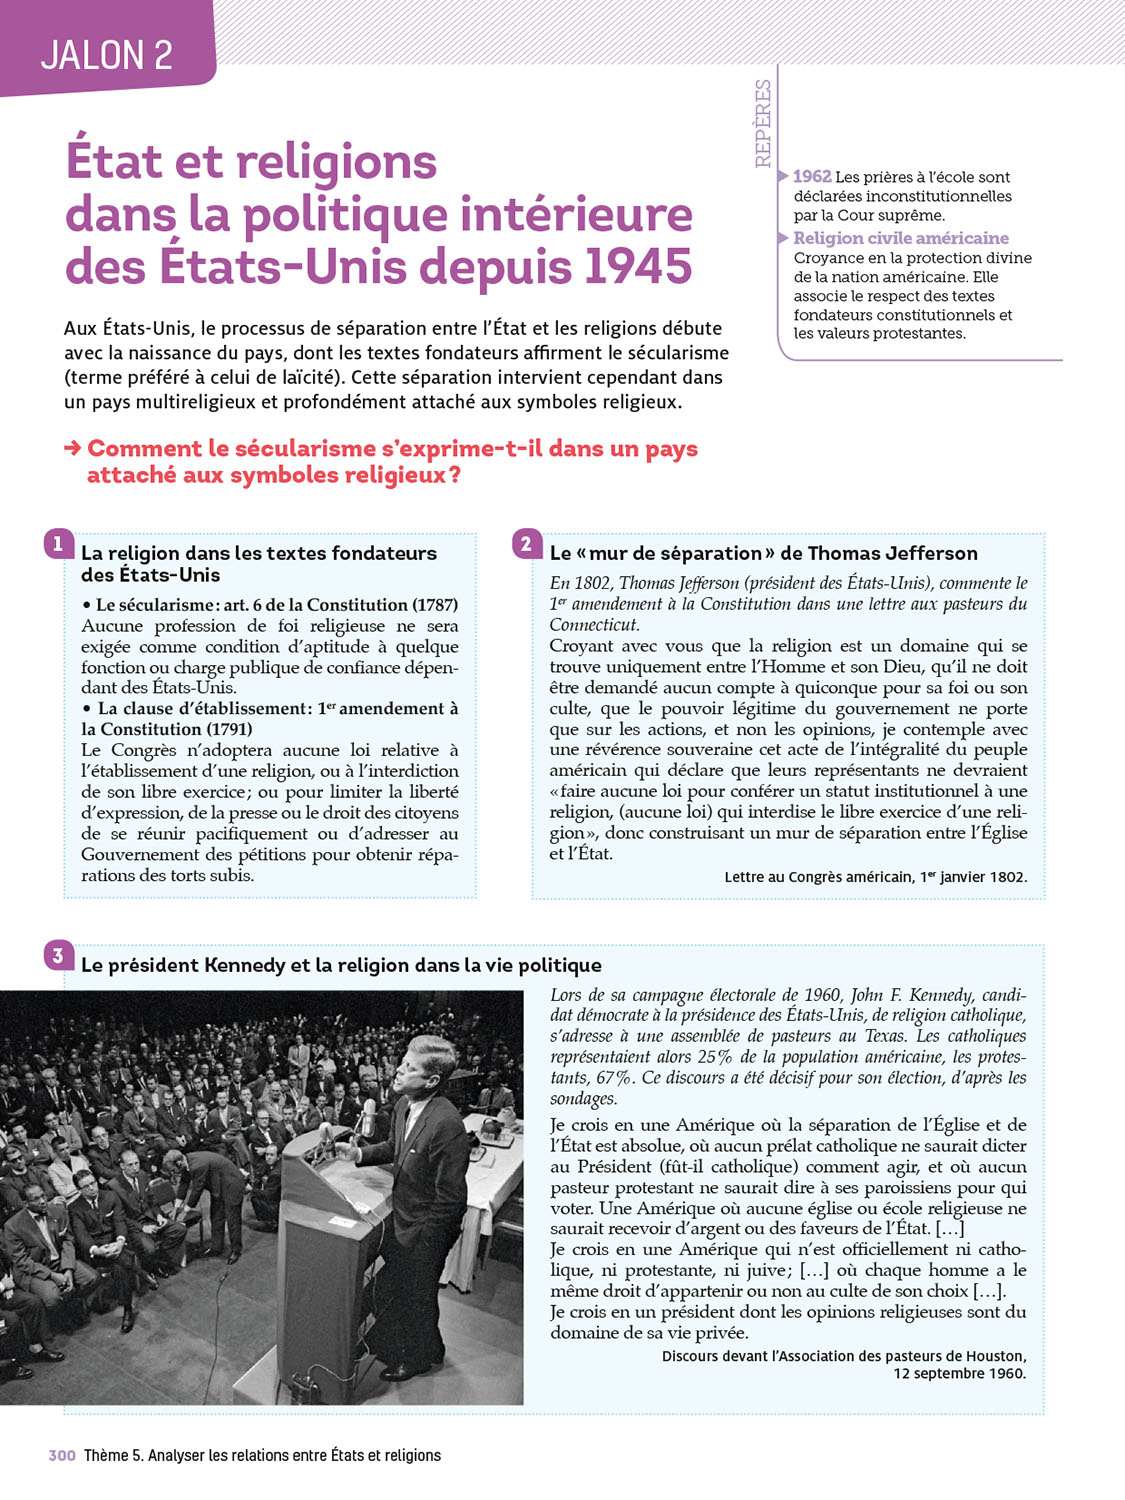 JALON 2
État et religions
dans la politique intérieure
des États-Unis depuis 1945
Aux États-Unis, le processus de séparation entre l'État et les religions débute
avec la naissance du pays, dont les textes fondateurs affirment le sécularisme
(terme préféré à celui de laïcité). Cette séparation intervient cependant dans
un pays multireligieux et profondément attaché aux symboles religieux.
→ Comment le sécularisme s'exprime-t-il dans un pays
attaché aux symboles religieux ?
REPÈRES
▶ 1962 Les prières à l'école sont
déclarées inconstitutionnelles
par la Cour suprême.
▶ Religion civile américaine
Croyance en la protection divine
de la nation américaine. Elle
associe le respect des textes
fondateurs constitutionnels et
les valeurs protestantes.
1
La religion dans les textes fondateurs
des États-Unis
• Le sécularisme : art. 6 de la Constitution (1787)
Aucune profession de foi religieuse ne sera
exigée comme condition d'aptitude à quelque
fonction ou charge publique de confiance dépen-
dant des États-Unis.
• La clause d'établissement : 1er amendement à
la Constitution (1791)
Le Congrès n'adoptera aucune loi relative à
l'établissement d'une religion, ou à l'interdiction
de son libre exercice ; ou pour limiter la liberté
d'expression, de la presse ou le droit des citoyens
de se réunir pacifiquement ou d'adresser au
Gouvernement des pétitions pour obtenir répa-
rations des torts subis.
2
Le « mur de séparation » de Thomas Jefferson
En 1802, Thomas Jefferson (président des États-Unis), commente le
1er amendement à la Constitution dans une lettre aux pasteurs du
Connecticut.
Croyant avec vous que la religion est un domaine qui se
trouve uniquement entre l'Homme et son Dieu, qu'il ne doit
être demandé aucun compte à quiconque pour sa foi ou son
culte, que le pouvoir légitime du gouvernement ne porte
que sur les actions, et non les opinions, je contemple avec
une révérence souveraine cet acte de l'intégralité du peuple
américain qui déclare que leurs représentants ne devraient
« faire aucune loi pour conférer un statut institutionnel à une
religion, (aucune loi) qui interdise le libre exercice d'une reli-
gion », donc construisant un mur de séparation entre l'Église
et l'État.
Lettre au Congrès américain, 1er janvier 1802.
3
Le président Kennedy et la religion dans la vie politique
Lors de sa campagne électorale de 1960, John F. Kennedy, candi-
dat démocrate à la présidence des États-Unis, de religion catholique,
s'adresse à une assemblée de pasteurs au Texas. Les catholiques
représentaient alors 25 % de la population américaine, les protes-
tants, 67 %. Ce discours a été décisif pour son élection, d'après les
sondages.
Je crois en une Amérique où la séparation de l'Église et de
l'État est absolue, où aucun prélat catholique ne saurait dicter
au Président (fût-il catholique) comment agir, et où aucun
pasteur protestant ne saurait dire à ses paroissiens pour qui
voter. Une Amérique où aucune église ou école religieuse ne
saurait recevoir d'argent ou des faveurs de l'État. […]
Je crois en une Amérique qui n'est officiellement ni catho-
lique, ni protestante, ni juive ; […] où chaque homme a le
même droit d'appartenir ou non au culte de son choix […].
Je crois en un président dont les opinions religieuses sont du
domaine de sa vie privée.
Discours devant l'Association des pasteurs de Houston,
12 septembre 1960.
300 Thème 5. Analyser les relations entre États et religions